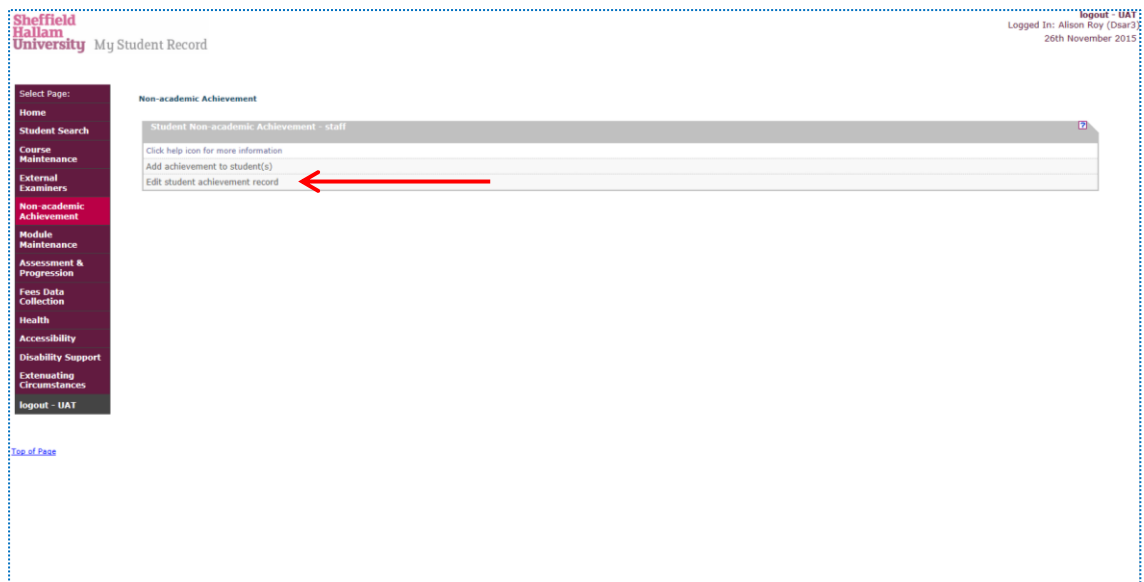 Sheffield
Hallam
University My Student Record
logout - UAT
Logged In: Alison Roy (Dsar3)
26th November 2015
Select Page:
Home
Student Search
Course
Maintenance
External
Examiners
Non-academic
Achievement
Module
Maintenance
Assessment &
Progression
Fees Data
Collection
Health
Accessibility
Disability Support
Extenuating
Circumstances
logout - UAT
Top of Page
Non-academic Achievement
Student Non-academic Achievement - staff
?
Click help icon for more information
Add achievement to student(s)
Edit student achievement record